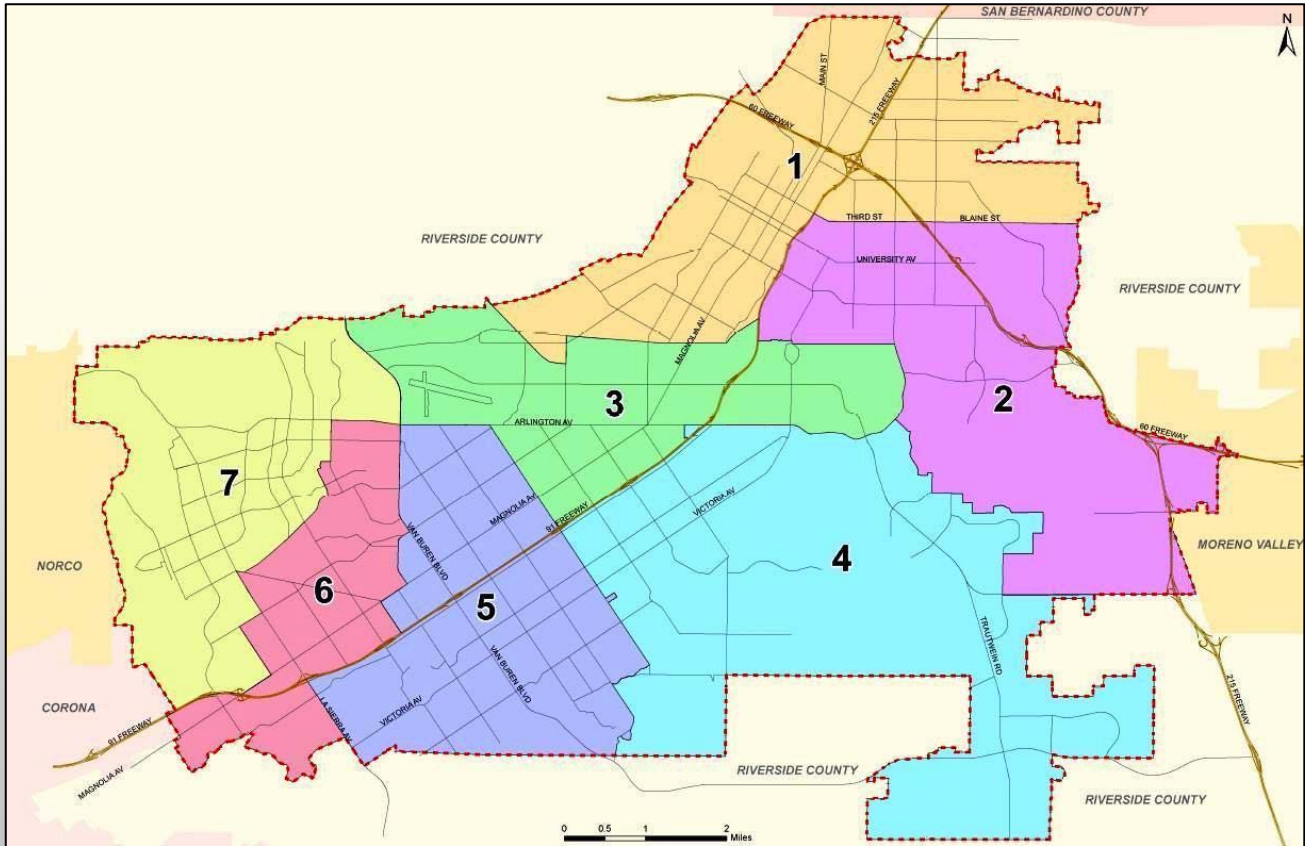 SAN BERNARDINO COUNTY
N
MAIN ST
215 FREEWAY
60 FREEWAY
1
THIRD ST
BLAINE ST
RIVERSIDE COUNTY
UNIVERSITY AV
RIVERSIDE COUNTY
MAGNOLIA AV
3
2
ARLINGTON AV
60 FREEWAY
7
MAGNOLIA AV
VICTORIA AV
91 FREEWAY
VAN BUREN BLVD
MORENO VALLEY
4
NORCO
6
5
TRAUTWEIN RD
VAN BUREN BLVD
CORONA
LA SIERRA AV
VICTORIA AV
215 FREEWAY
91 FREEWAY
MAGNOLIA AV
RIVERSIDE COUNTY
RIVERSIDE COUNTY
0 0.5 1 2
Miles